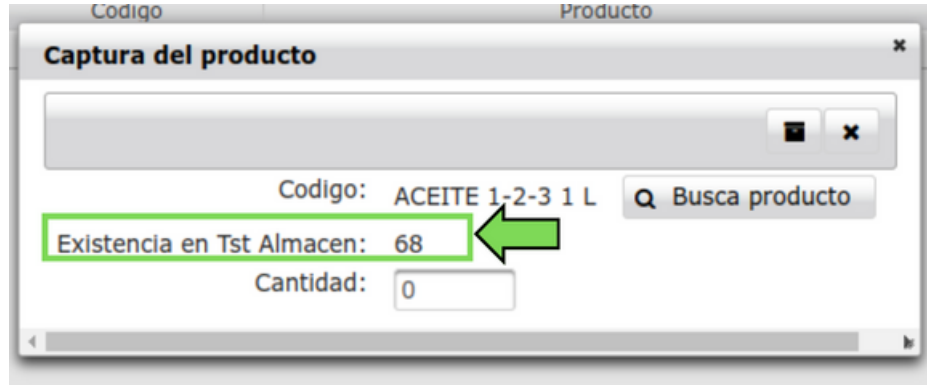 Codigo Producto
Captura del producto
Codigo: ACEITE 1-2-3 1 L Busca producto
Existencia en Tst Almacen: 68
Cantidad: 0